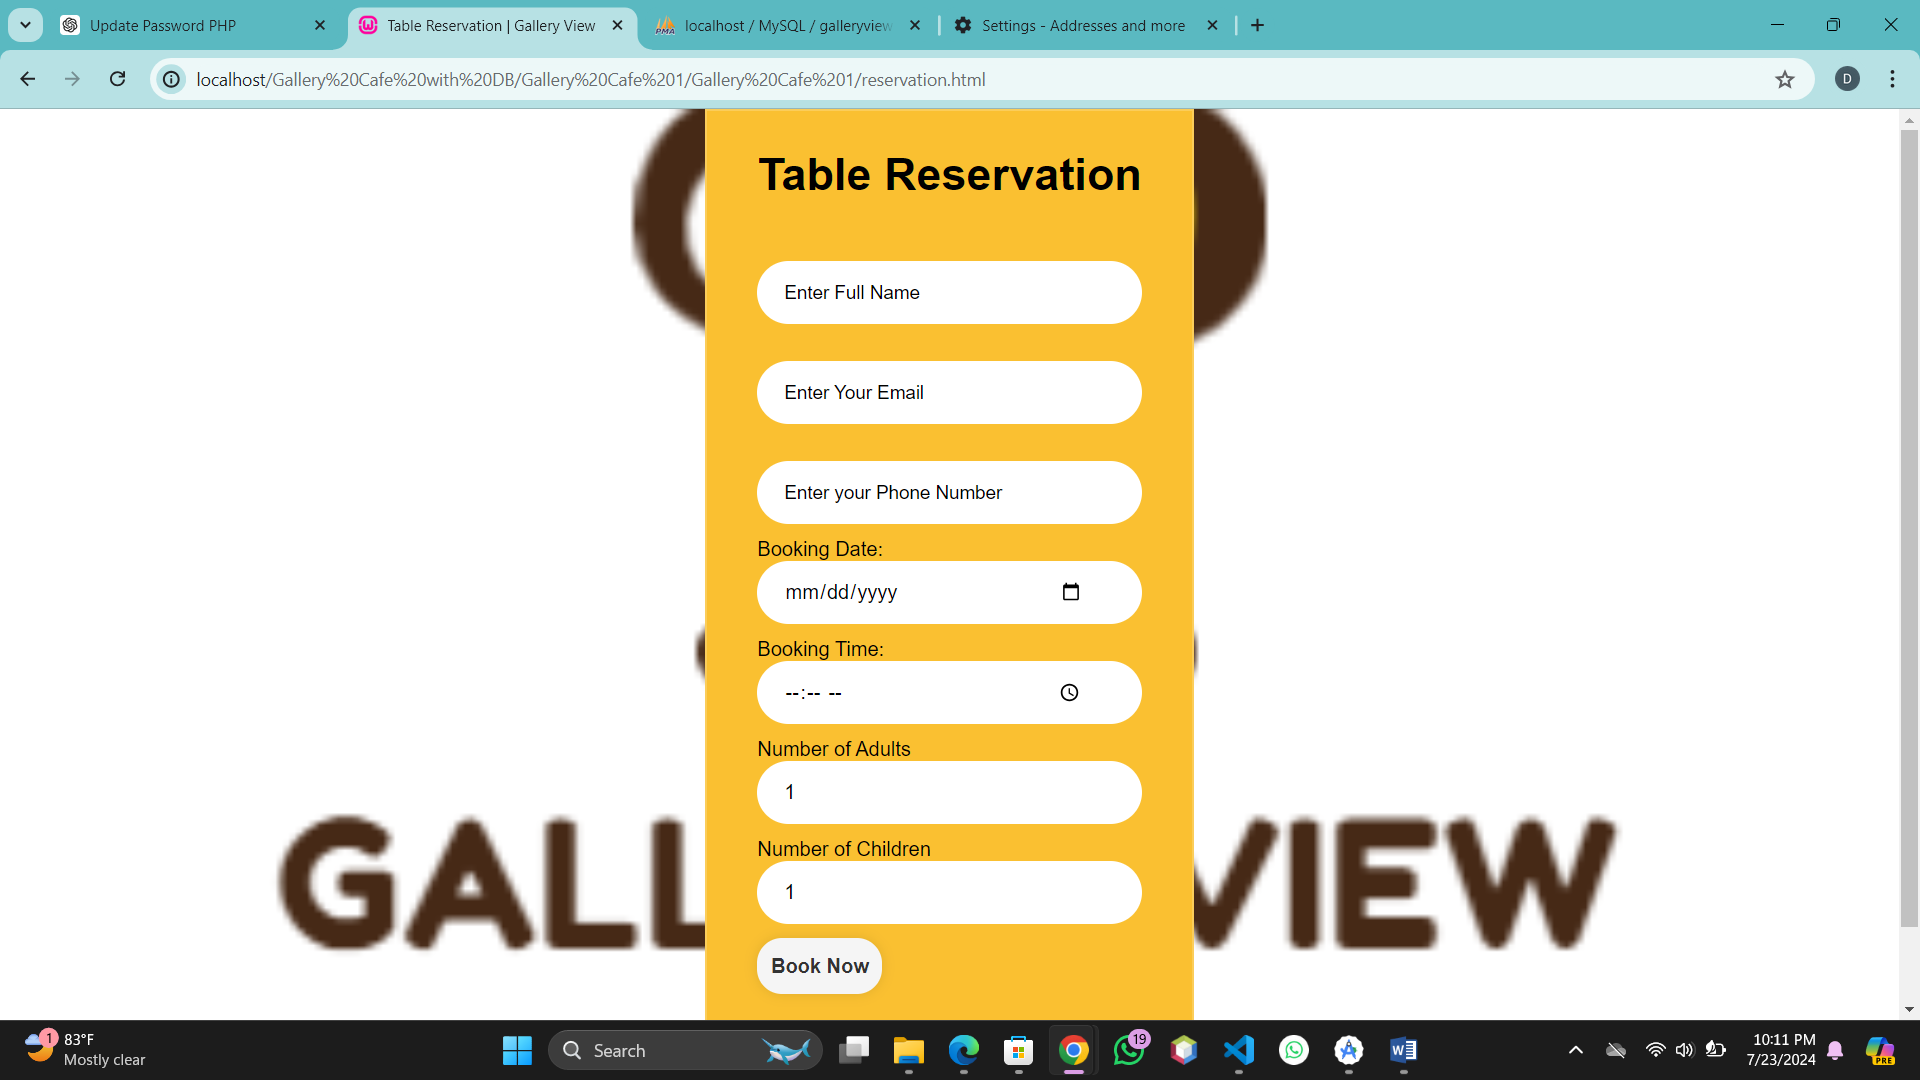 Update Password PHP
Table Reservation | Gallery View
localhost / MySQL / galleryview
Settings - Addresses and more
localhost/Gallery%20Cafe%20with%20DB/Gallery%20Cafe%201/Gallery%20Cafe%201/reservation.html
D
Table Reservation
Enter Full Name
Enter Your Email
Enter your Phone Number
Booking Date:
mm/dd/yyyy
Booking Time:
--:-- --
Number of Adults
1
Number of Children
1
GALL VIEW
Book Now
1
83°F
Mostly clear
Search
19
10:11 PM
7/23/2024
PRE